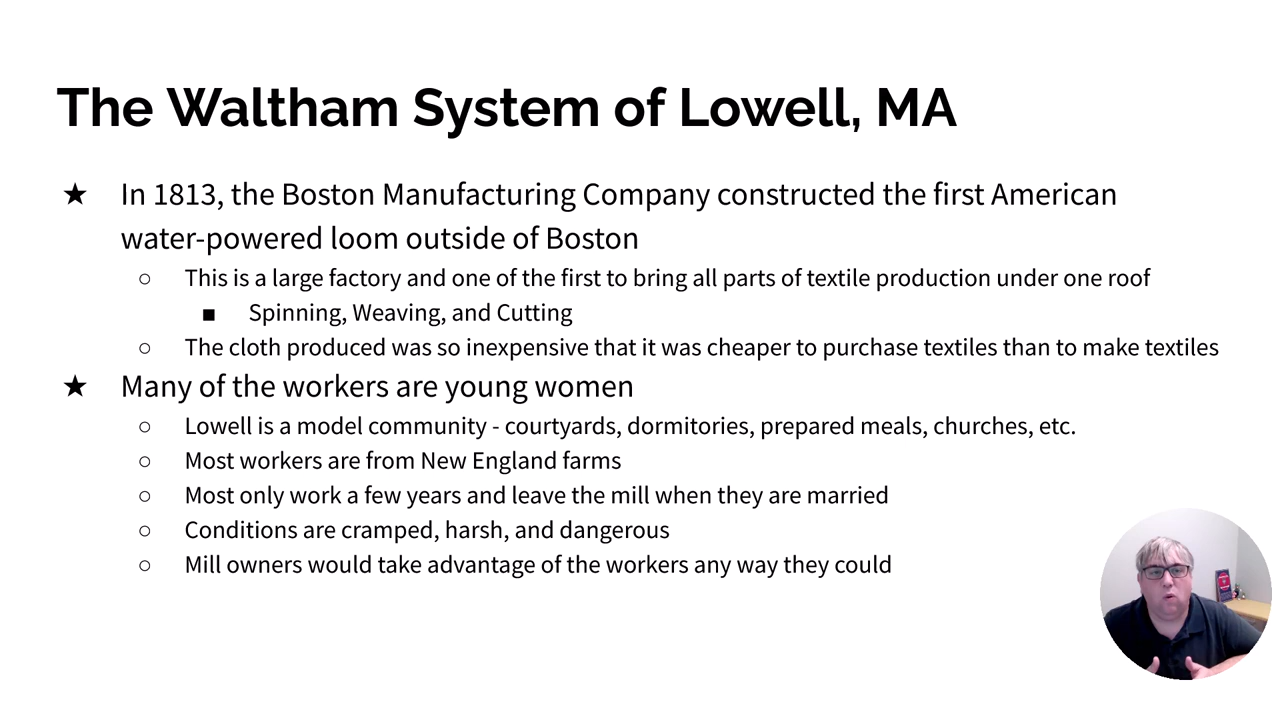 The Waltham System of Lowell, MA
★ In 1813, the Boston Manufacturing Company constructed the first American
water-powered loom outside of Boston
○ This is a large factory and one of the first to bring all parts of textile production under one roof
■ Spinning, Weaving, and Cutting
○ The cloth produced was so inexpensive that it was cheaper to purchase textiles than to make textiles
★ Many of the workers are young women
○ Lowell is a model community - courtyards, dormitories, prepared meals, churches, etc.
○ Most workers are from New England farms
○ Most only work a few years and leave the mill when they are married
○ Conditions are cramped, harsh, and dangerous
○ Mill owners would take advantage of the workers any way they could